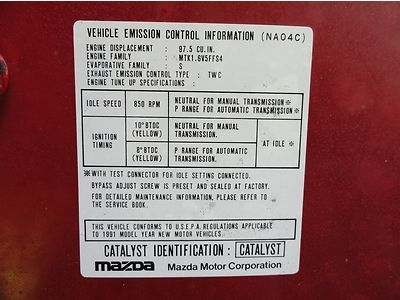 VEHICLE EMISSION CONTROL INFORMATION (NA04C)
ENGINE DISPLACEMENT : 97.5 CU.IN.
ENGINE FAMILY : MTK1.6V5FFS4
EVAPORATIVE FAMILY : S
EXHAUST EMISSION CONTROL TYPE : TWC
ENGINE TUNE UP SPECIFICATIONS :
IDLE SPEED 850 RPM NEUTRAL FOR MANUAL TRANSMISSION※
P RANGE FOR AUTOMATIC TRANSMISSION※
IGNITION TIMING 10°BTDC (YELLOW) NEUTRAL FOR MANUAL TRANSMISSION. AT IDLE※
8°BTDC (YELLOW) P RANGE FOR AUTOMATIC TRANSMISSION.
※WITH TEST CONNECTOR FOR IDLE SETTING CONNECTED.
BYPASS ADJUST SCREW IS PRESET AND SEALED AT FACTORY.
FOR DETAILED MAINTENANCE INFORMATION, PLEASE REFER TO
THE SERVICE BOOK.
THIS VEHICLE CONFORMS TO U.S.E.P.A. REGULATIONS APPLICABLE
TO 1991 MODEL YEAR NEW MOTOR VEHICLES.
CATALYST IDENTIFICATION : CATALYST
mazda Mazda Motor Corporation